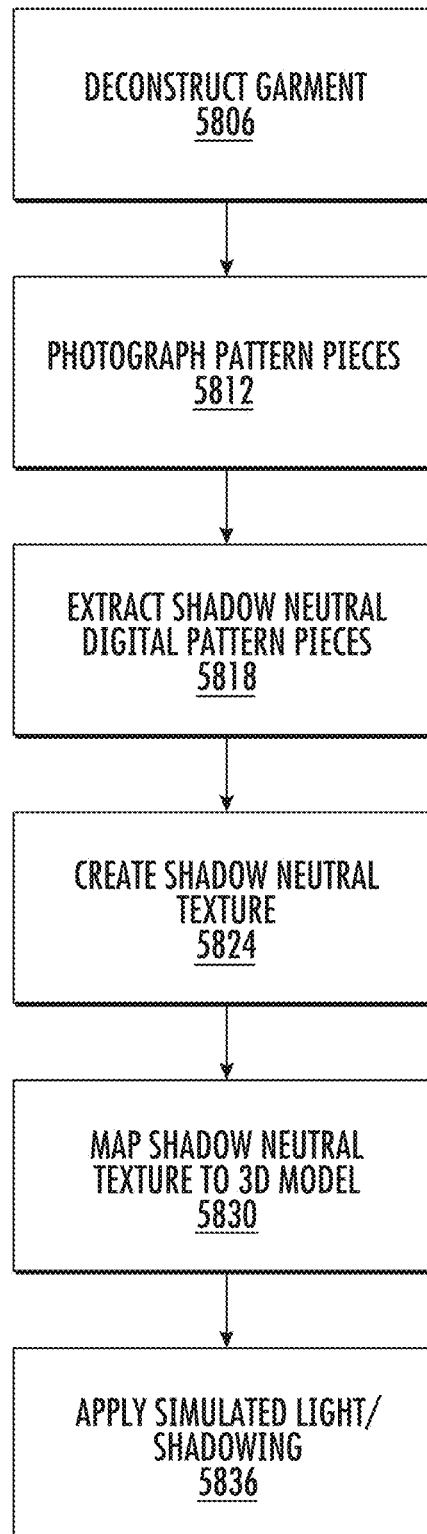 DECONSTRUCT GARMENT
5806
PHOTOGRAPH PATTERN PIECES
5812
EXTRACT SHADOW NEUTRAL
DIGITAL PATTERN PIECES
5818
CREATE SHADOW NEUTRAL
TEXTURE
5824
MAP SHADOW NEUTRAL
TEXTURE TO 3D MODEL
5830
APPLY SIMULATED LIGHT/
SHADOWING
5836